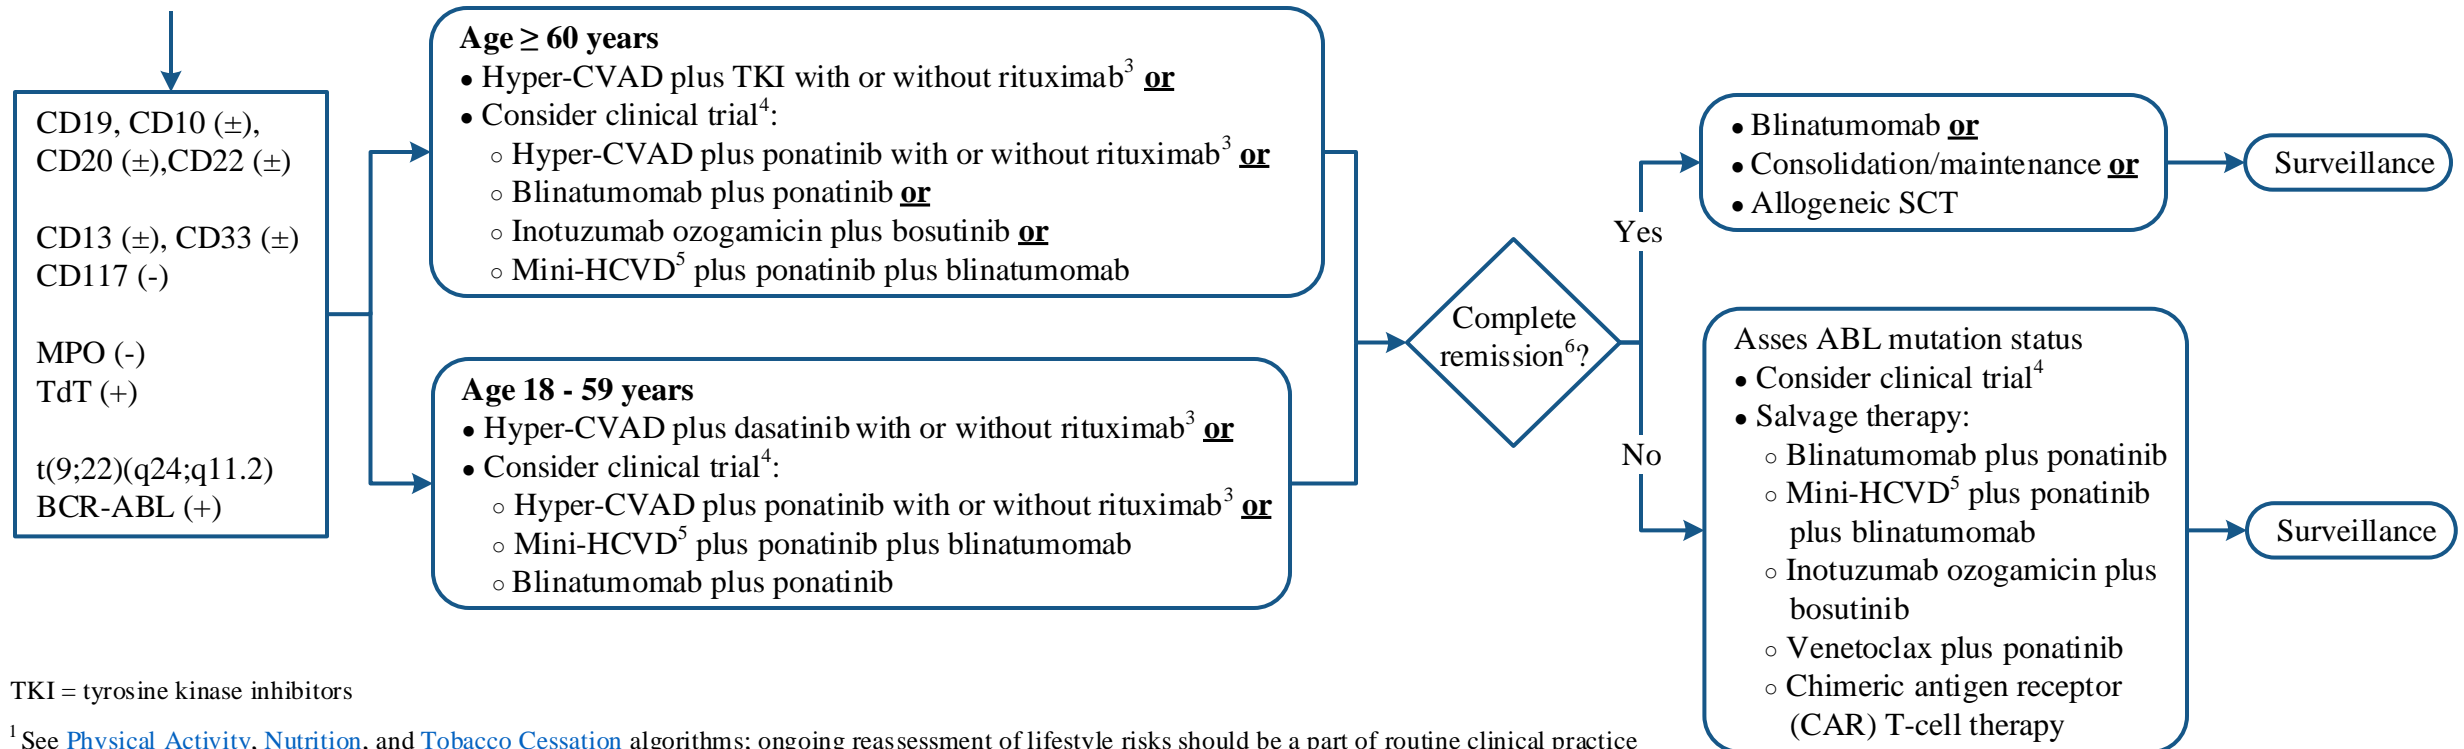 CD19, CD10 (±),
CD20 (±),CD22 (±)
CD13 (±), CD33 (±)
CD117 (-)
MPO (-)
TdT (+)
t(9;22)(q24;q11.2)
BCR-ABL (+)
Age ≥ 60 years
● Hyper-CVAD plus TKI with or without rituximab³ or
● Consider clinical trial⁴:
○ Hyper-CVAD plus ponatinib with or without rituximab³ or
○ Blinatumomab plus ponatinib or
○ Inotuzumab ozogamicin plus bosutinib or
○ Mini-HCVD⁵ plus ponatinib plus blinatumomab
Age 18 - 59 years
● Hyper-CVAD plus dasatinib with or without rituximab³ or
● Consider clinical trial⁴:
○ Hyper-CVAD plus ponatinib with or without rituximab³ or
○ Mini-HCVD⁵ plus ponatinib plus blinatumomab
○ Blinatumomab plus ponatinib
Complete
remission⁶?
Yes
● Blinatumomab or
● Consolidation/maintenance or
● Allogeneic SCT
Surveillance
No
Asses ABL mutation status
● Consider clinical trial⁴
● Salvage therapy:
○ Blinatumomab plus ponatinib
○ Mini-HCVD⁵ plus ponatinib
plus blinatumomab
○ Inotuzumab ozogamicin plus
bosutinib
○ Venetoclax plus ponatinib
○ Chimeric antigen receptor
(CAR) T-cell therapy
Surveillance
TKI = tyrosine kinase inhibitors
¹ See Physical Activity, Nutrition, and Tobacco Cessation algorithms; ongoing reassessment of lifestyle risks should be a part of routine clinical practice